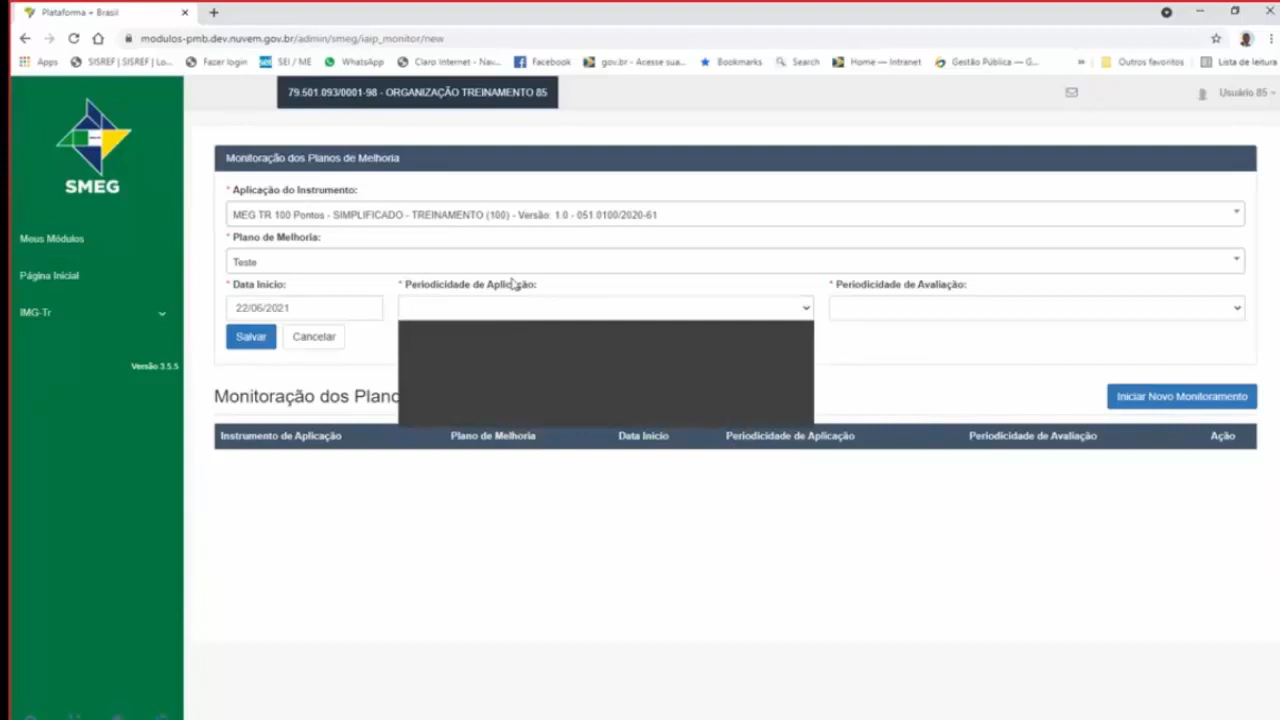 Plataforma + Brasil
modulos-pmb.dev.nuvem.gov.br/admin/smeg/iaip_monitor/new
Apps SISREF | SISREF | Lo... Fazer login SEI / ME WhatsApp Claro Internet - Nav... Facebook gov.br - Acesse sua... Bookmarks Search Home — Intranet Gestão Pública — G... » Outros favoritos Lista de leitura
79.501.093/0001-98 - ORGANIZAÇÃO TREINAMENTO 85
Usuário 85
SMEG
Meus Módulos
Página Inicial
IMG-Tr
Versão 3.5.5
Monitoração dos Planos de Melhoria
* Aplicação do Instrumento:
MEG TR 100 Pontos - SIMPLIFICADO - TREINAMENTO (100) - Versão: 1.0 - 051.0100/2020-61
* Plano de Melhoria:
Teste
* Data Inicio: * Periodicidade de Aplicação: * Periodicidade de Avaliação:
22/06/2021
Salvar Cancelar
Monitoração dos Plano
Iniciar Novo Monitoramento
Instrumento de Aplicação Plano de Melhoria Data Inicio Periodicidade de Aplicação Periodicidade de Avaliação Ação